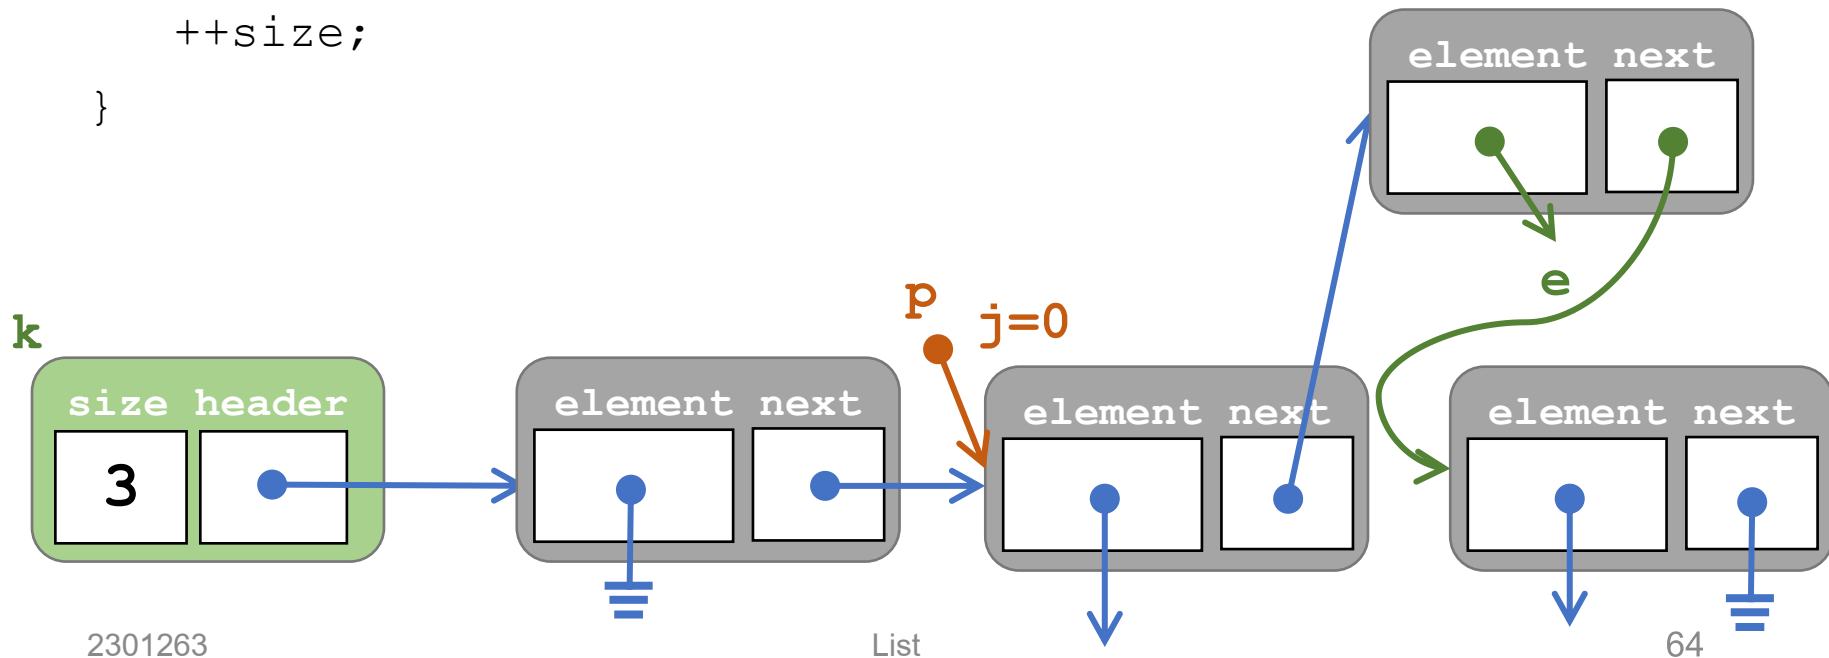 ++size;
}
element next
e
p
j=0
k
size header
3
element next
element next
element next
2301263
List
64